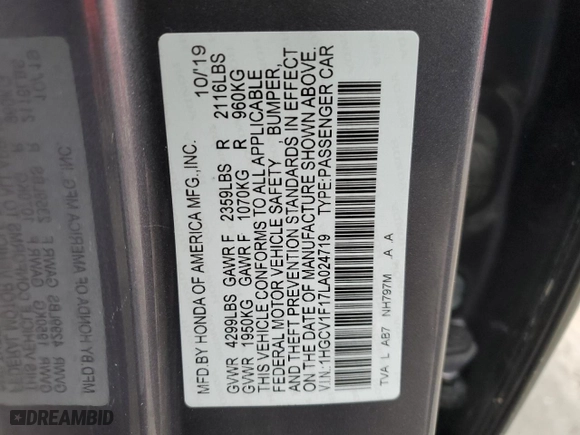 MFD.BY HONDA OF AMERICA MFG.,INC. 10/'19
GVWR 4299LBS GAWR F 2359LBS R 2116LBS
GVWR 1950KG GAWR F 1070KG R 960KG
THIS VEHICLE CONFORMS TO ALL APPLICABLE
FEDERAL MOTOR VEHICLE SAFETY , BUMPER,
AND THEFT PREVENTION STANDARDS IN EFFECT
ON THE DATE OF MANUFACTURE SHOWN ABOVE.
V.I.N.:1HGCV1F17LA024719 TYPE:PASSENGER CAR
TVA L AB7 NH797M A A
DREAMBID